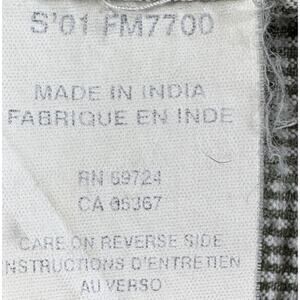 S'01 FM7700
MADE IN INDIA
FABRIQUE EN INDE
RN 69724
CA 05367
CARE ON REVERSE SIDE
INSTRUCTIONS D'ENTRETIEN
AU VERSO